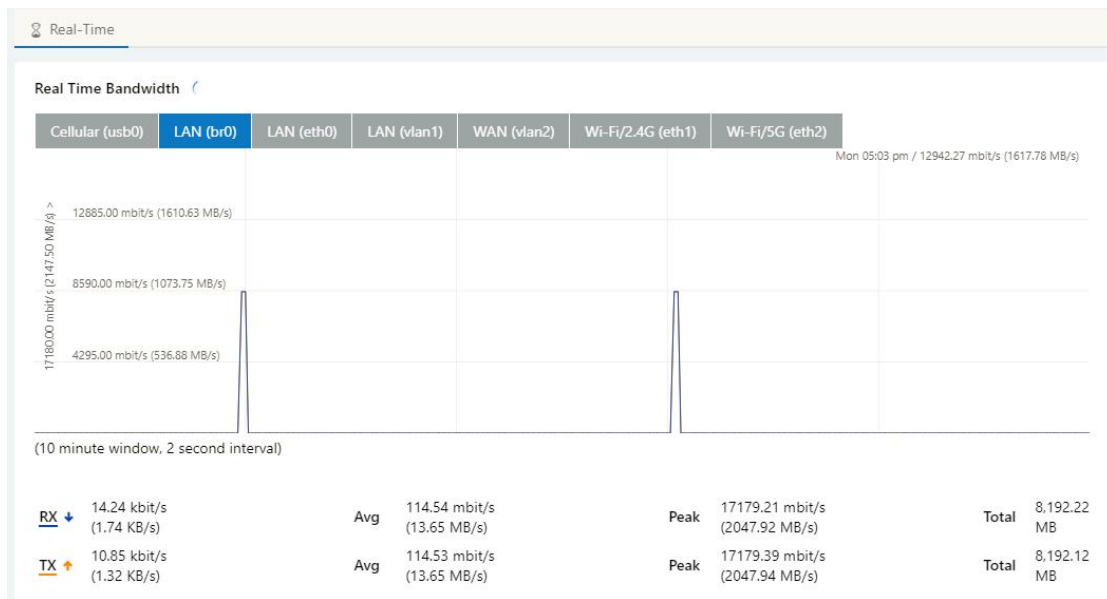 Real-Time
Real Time Bandwidth
Cellular (usb0) LAN (br0) LAN (eth0) LAN (vlan1) WAN (vlan2) Wi-Fi/2.4G (eth1) Wi-Fi/5G (eth2)
Mon 05:03 pm / 12942.27 mbit/s (1617.78 MB/s)
17180.00 mbit/s (2147.50 MB/s) >
12885.00 mbit/s (1610.63 MB/s)
8590.00 mbit/s (1073.75 MB/s)
4295.00 mbit/s (536.88 MB/s)
(10 minute window, 2 second interval)
RX 14.24 kbit/s Avg 114.54 mbit/s Peak 17179.21 mbit/s Total 8,192.22
(1.74 KB/s) (13.65 MB/s) (2047.92 MB/s) MB
TX 10.85 kbit/s Avg 114.53 mbit/s Peak 17179.39 mbit/s Total 8,192.12
(1.32 KB/s) (13.65 MB/s) (2047.94 MB/s) MB